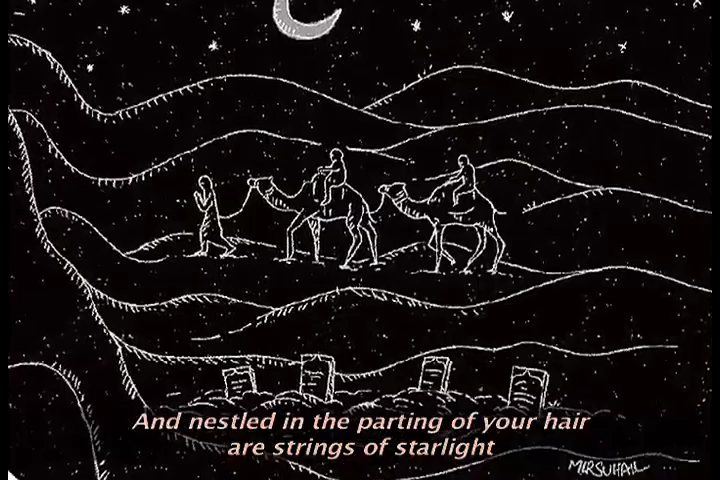 And nestled in the parting of your hair
are strings of starlight
MIRSUHAIL